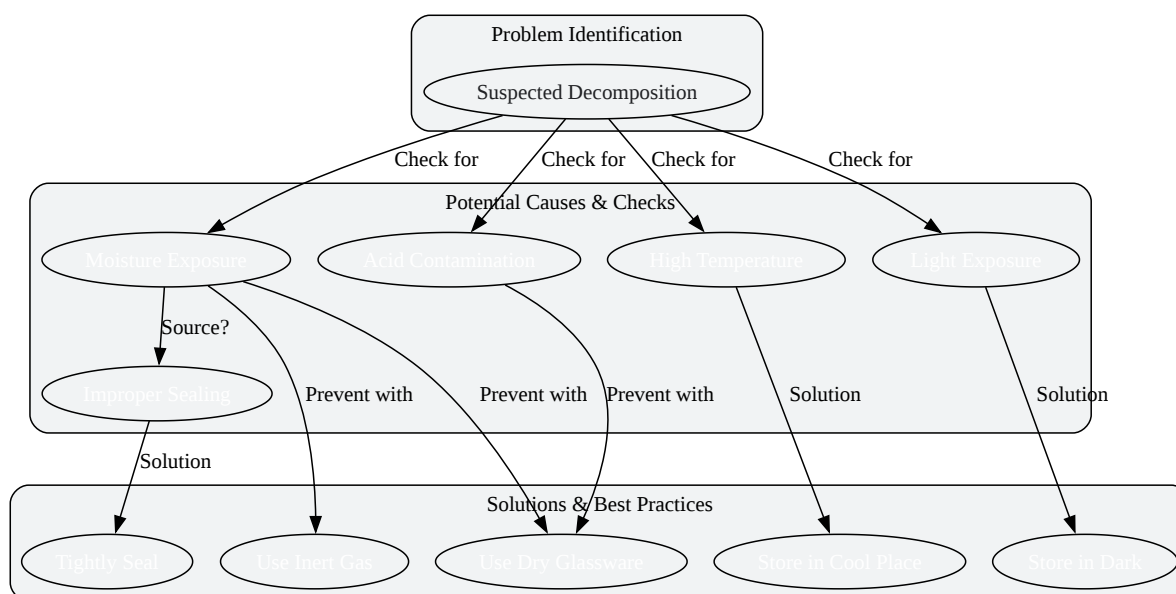 Problem Identification
Suspected Decomposition
Check for
Check for
Check for
Check for
Potential Causes & Checks
Moisture Exposure
Acid Contamination
High Temperature
Light Exposure
Source?
Improper Sealing
Prevent with
Prevent with
Prevent with
Solution
Solution
Solution
Solutions & Best Practices
Tightly Seal
Use Inert Gas
Use Dry Glassware
Store in Cool Place
Store in Dark